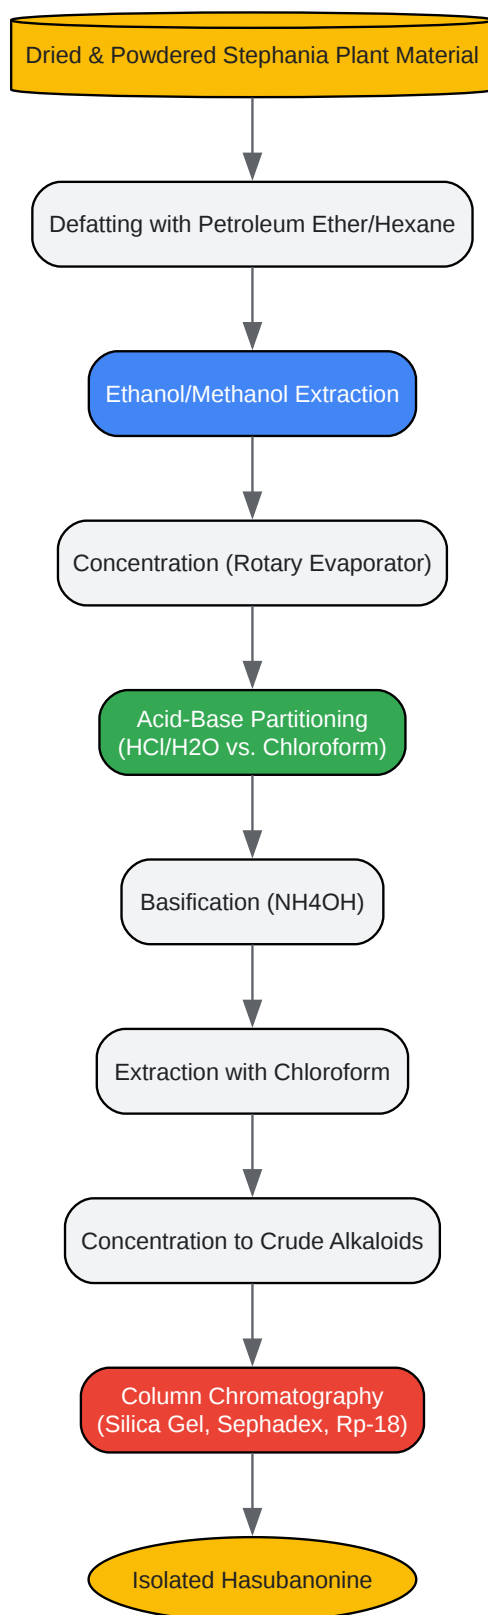 Dried & Powdered Stephania Plant Material
Defatting with Petroleum Ether/Hexane
Ethanol/Methanol Extraction
Concentration (Rotary Evaporator)
Acid-Base Partitioning
(HCl/H2O vs. Chloroform)
Basification (NH4OH)
Extraction with Chloroform
Concentration to Crude Alkaloids
Column Chromatography
(Silica Gel, Sephadex, Rp-18)
Isolated Hasubanonine